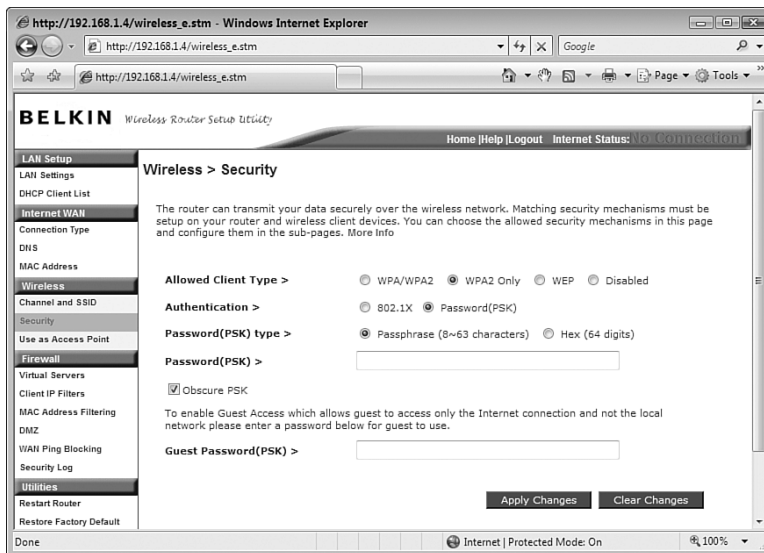 http://192.168.1.4/wireless_e.stm - Windows Internet Explorer
http://192.168.1.4/wireless_e.stm
Google
http://192.168.1.4/wireless_e.stm
Page
Tools
BELKIN Wireless Router Setup Utility
Home |Help |Logout Internet Status: No Connection
LAN Setup
LAN Settings
DHCP Client List
Internet WAN
Connection Type
DNS
MAC Address
Wireless
Channel and SSID
Security
Use as Access Point
Firewall
Virtual Servers
Client IP Filters
MAC Address Filtering
DMZ
WAN Ping Blocking
Security Log
Utilities
Restart Router
Restore Factory Default
Wireless > Security
The router can transmit your data securely over the wireless network. Matching security mechanisms must be
setup on your router and wireless client devices. You can choose the allowed security mechanisms in this page
and configure them in the sub-pages. More Info
Allowed Client Type > WPA/WPA2 WPA2 Only WEP Disabled
Authentication > 802.1X Password(PSK)
Password(PSK) type > Passphrase (8~63 characters) Hex (64 digits)
Password(PSK) >
Obscure PSK
To enable Guest Access which allows guest to access only the Internet connection and not the local
network please enter a password below for guest to use.
Guest Password(PSK) >
Apply Changes Clear Changes
Done
Internet | Protected Mode: On
100%